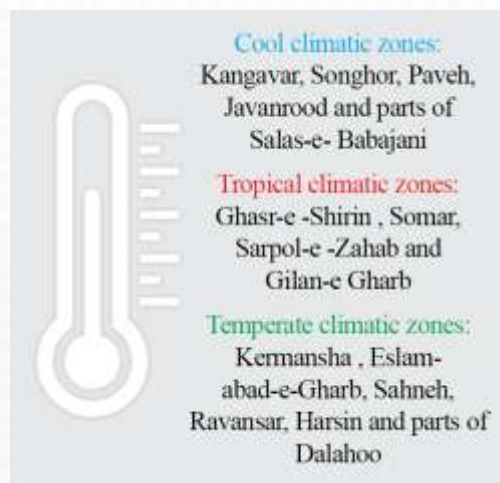 Cool climatic zones:
Kangavar, Songhor, Paveh,
Javanrood and parts of
Salas-e- Babajani
Tropical climatic zones:
Ghasr-e -Shirin , Somar,
Sarpol-e -Zahab and
Gilan-e Gharb
Temperate climatic zones:
Kermansha , Eslam-
abad-e-Gharb, Sahneh,
Ravansar, Harsin and parts of
Dalahoo